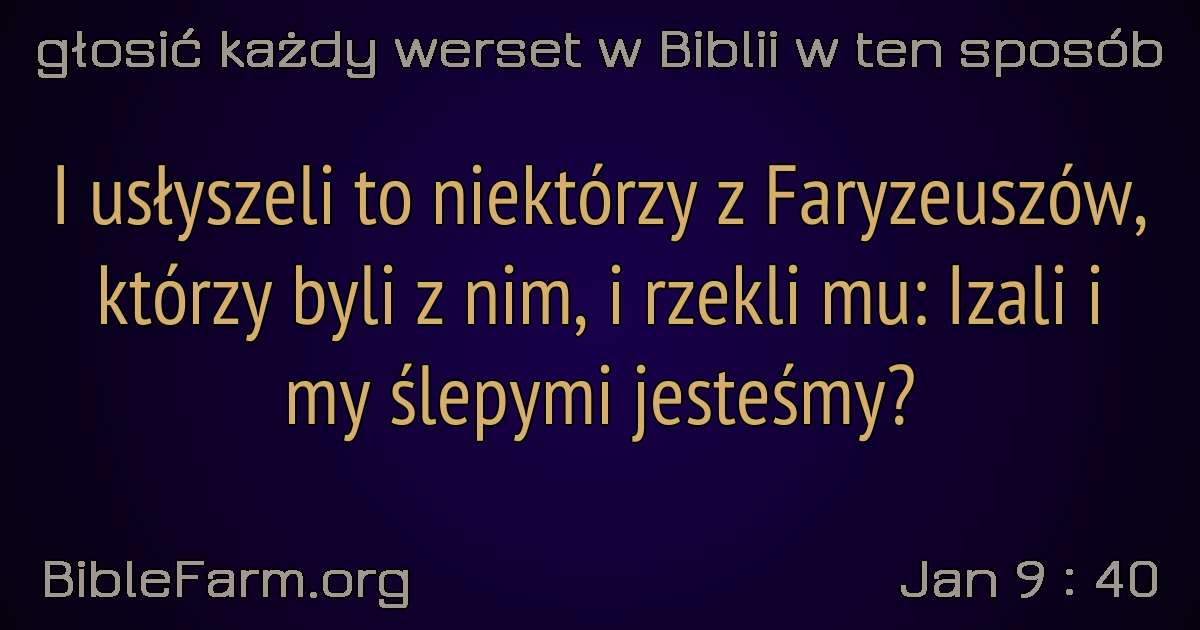 głosić każdy werset w Biblii w ten sposób
I usłyszeli to niektórzy z Faryzeuszów,
którzy byli z nim, i rzekli mu: Izali i
my ślepymi jesteśmy?
BibleFarm.org
Jan 9 : 40